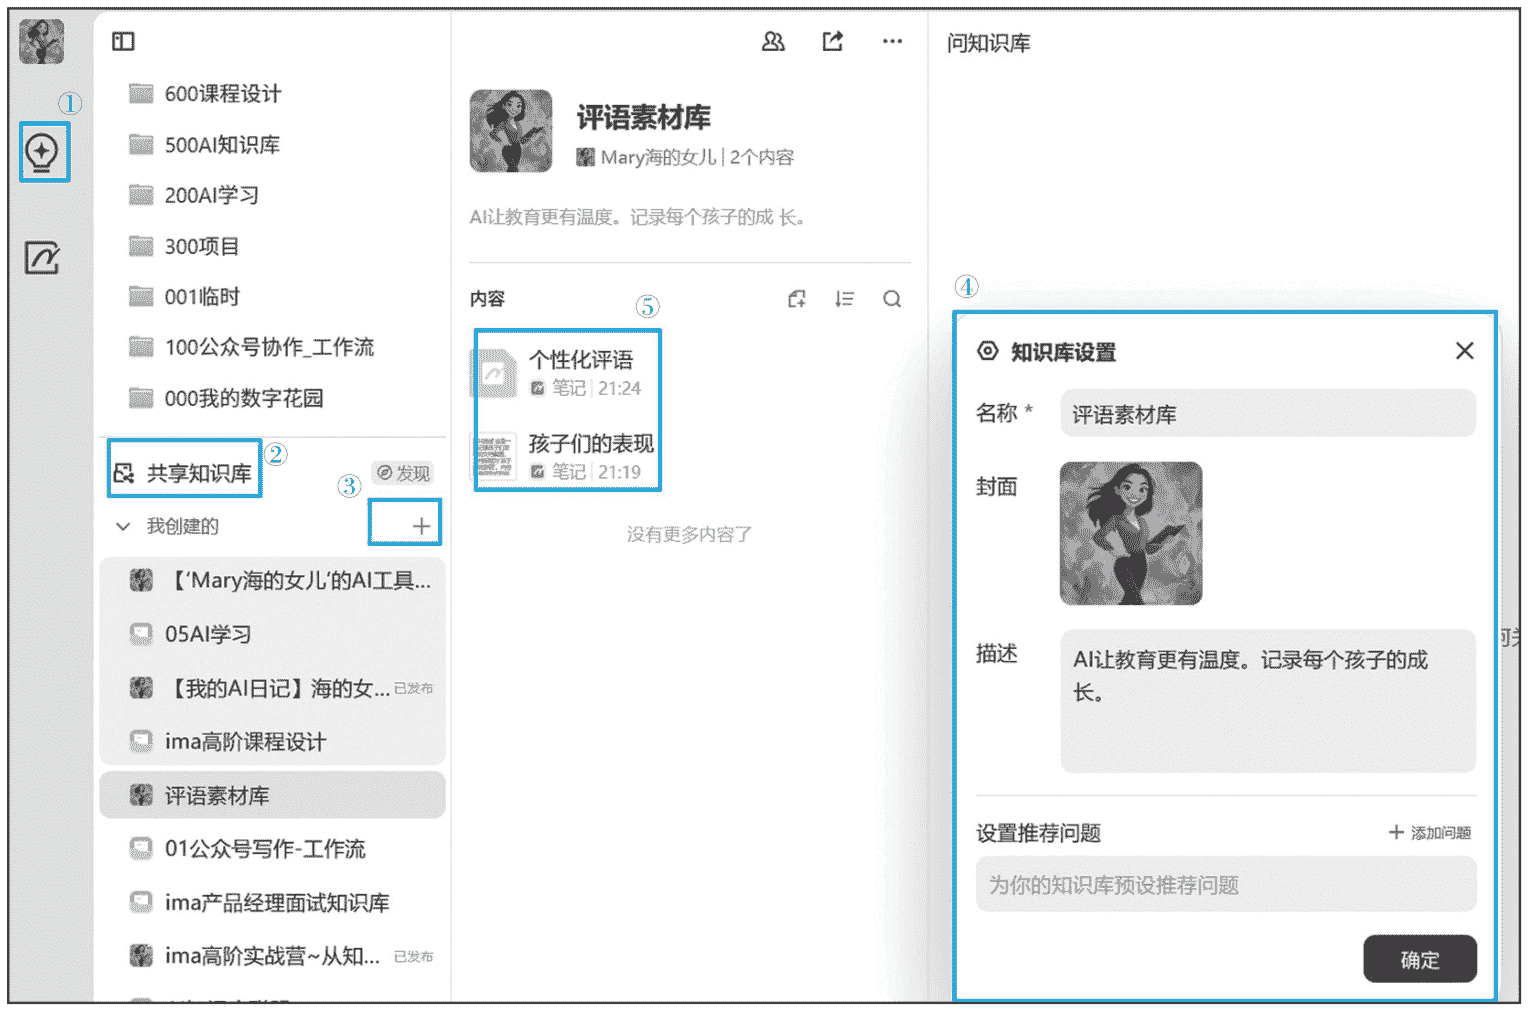 ①
600课程设计
500AI知识库
200AI学习
300项目
001临时
100公众号协作_工作流
000我的数字花园
共享知识库
②
发现
③
我创建的
【‘Mary海的女儿’的AI工具...
05AI学习
【我的AI日记】海的女...
已发布
ima高阶课程设计
评语素材库
01公众号写作-工作流
ima产品经理面试知识库
ima高阶实战营~从知...
已发布
评语素材库
Mary海的女儿 | 2个内容
AI让教育更有温度。记录每个孩子的成 长。
内容
⑤
个性化评语
笔记 | 21:24
孩子们的表现
笔记 | 21:19
没有更多内容了
问知识库
④
知识库设置
名称 *
评语素材库
封面
描述
AI让教育更有温度。记录每个孩子的成
长。
设置推荐问题
添加问题
为你的知识库预设推荐问题
确定